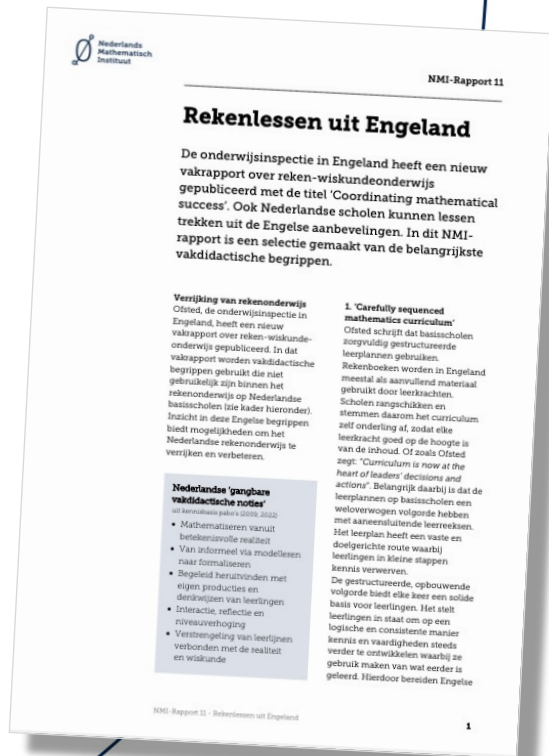 Nederlands
Mathematisch
Instituut
NMI-Rapport 11
Rekenlessen uit Engeland
De onderwijsinspectie in Engeland heeft een nieuw
vakrapport over reken-wiskundeonderwijs
gepubliceerd met de titel ‘Coordinating mathematical
success’. Ook Nederlandse scholen kunnen lessen
trekken uit de Engelse aanbevelingen. In dit NMI-
rapport is een selectie gemaakt van de belangrijkste
vakdidactische begrippen.
Verrijking van rekenonderwijs
Ofsted, de onderwijsinspectie in
Engeland, heeft een nieuw
vakrapport over reken-wiskunde-
onderwijs gepubliceerd. In dat
vakrapport worden vakdidactische
begrippen gebruikt die niet
gebruikelijk zijn binnen het
rekenonderwijs op Nederlandse
basisscholen (zie kader hieronder).
Inzicht in deze Engelse begrippen
biedt mogelijkheden om het
Nederlandse rekenonderwijs te
verrijken en verbeteren.
Nederlandse ‘gangbare
vakdidactische noties’
uit kennisbasis pabo's (2009, 2022)
• Mathematiseren vanuit
betekenisvolle realiteit
• Van informeel via modelleren
naar formaliseren
• Begeleid heruitvinden met
eigen producties en
denkwijzen van leerlingen
• Interactie, reflectie en
niveauverhoging
• Verstrengeling van leerlijnen
verbonden met de realiteit
en wiskunde
1. ‘Carefully sequenced
mathematics curriculum’
Ofsted schrijft dat basisscholen
zorgvuldig gestructureerde
leerplannen gebruiken.
Rekenboeken worden in Engeland
meestal als aanvullend materiaal
gebruikt door leerkrachten.
Scholen rangschikken en
stemmen daarom het curriculum
zelf onderling af, zodat elke
leerkracht goed op de hoogte is
van de inhoud. Of zoals Ofsted
zegt: “Curriculum is now at the
heart of leaders’ decisions and
actions”. Belangrijk daarbij is dat de
leerplannen op basisscholen een
weloverwogen volgorde hebben
met aaneensluitende leerreeksen.
Het leerplan heeft een vaste en
doelgerichte route waarbij
leerlingen in kleine stappen
kennis verwerven.
De gestructureerde, opbouwende
volgorde biedt elke keer een solide
basis voor leerlingen. Het stelt
leerlingen in staat om op een
logische en consistente manier
kennis en vaardigheden steeds
verder te ontwikkelen waarbij ze
gebruik maken van wat eerder is
geleerd. Hierdoor bereiden Engelse
NMI-Rapport 11 - Rekenlessen uit Engeland
1